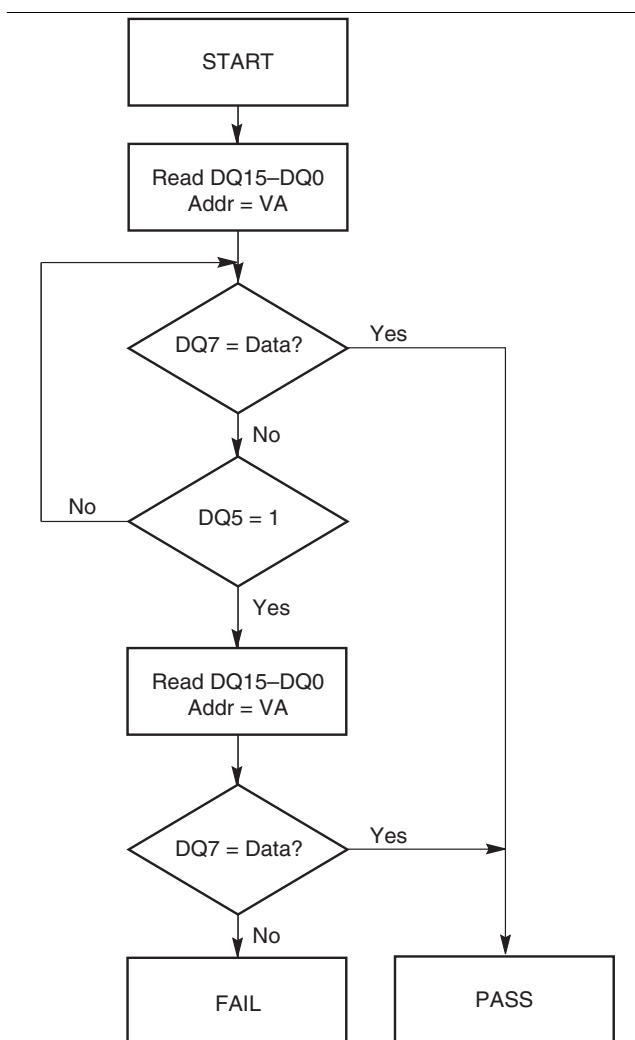 START
Read DQ15–DQ0
Addr = VA
DQ7 = Data?
Yes
No
No
DQ5 = 1
Yes
Read DQ15–DQ0
Addr = VA
DQ7 = Data?
Yes
No
FAIL
PASS